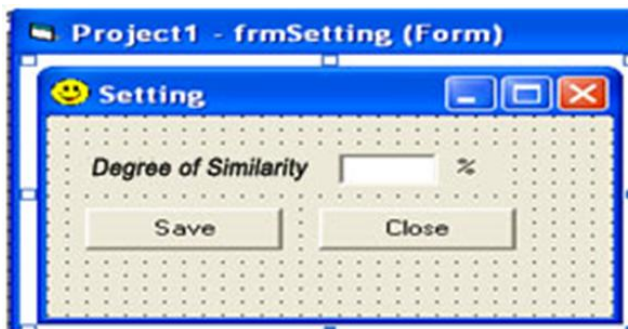 Project1 - frmSetting (Form)
Setting
Degree of Similarity %
Save Close